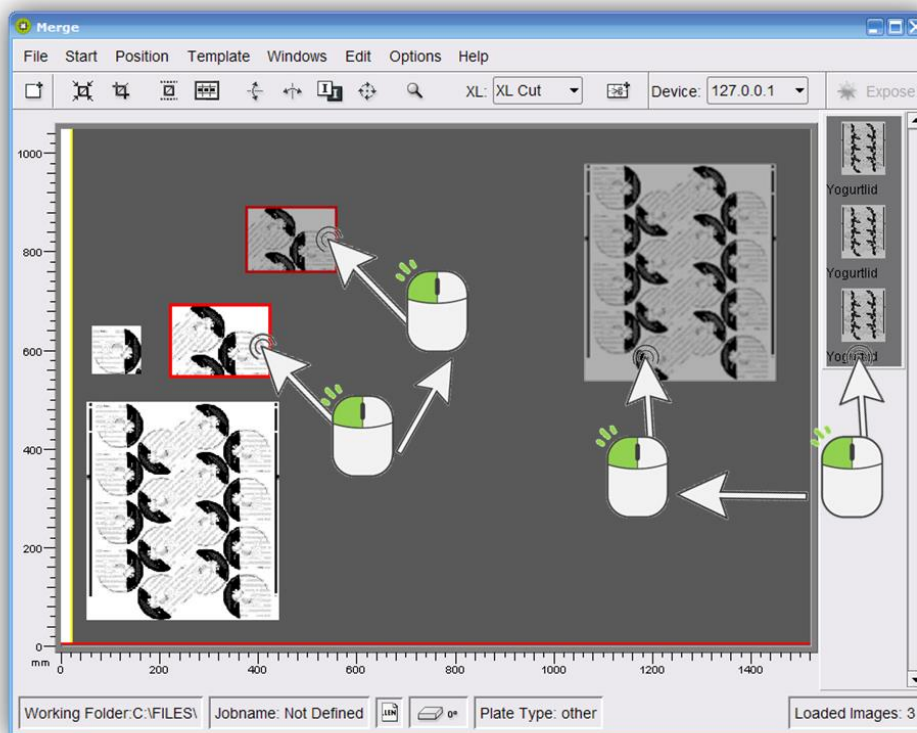 Merge
File Start Position Template Windows Edit Options Help
XL: XL Cut Device: 127.0.0.1 Expose
1000
800
600
400
200
0
mm
0 200 400 600 800 1000 1200 1400
Yogurtlid
Yogurtlid
Yogurtlid
Working Folder:C:\FILES\ Jobname: Not Defined .LEN 0° Plate Type: other Loaded Images: 3